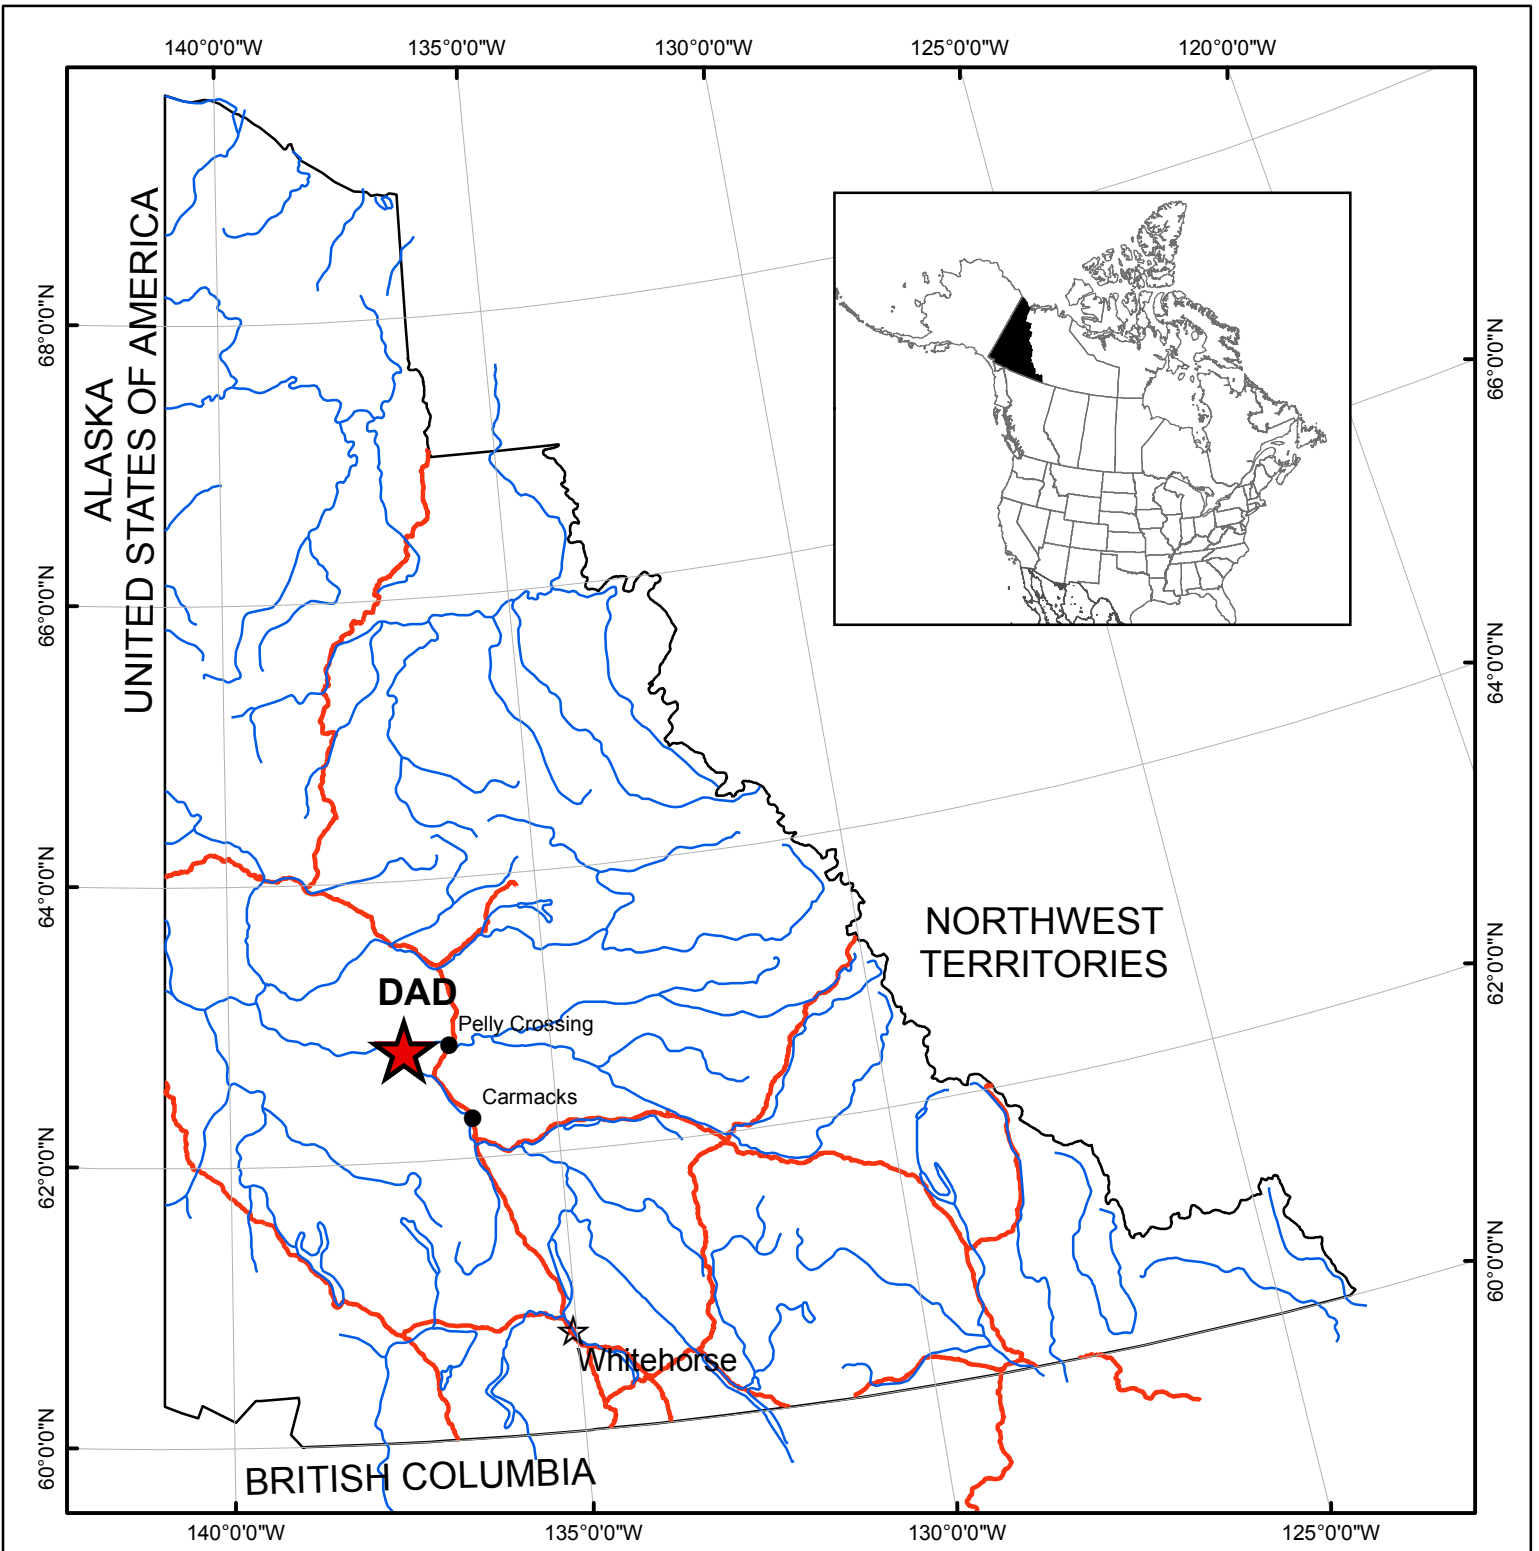 140°0'0"W
135°0'0"W
130°0'0"W
125°0'0"W
120°0'0"W
68°0'0"N
66°0'0"N
64°0'0"N
62°0'0"N
60°0'0"N
ALASKA
UNITED STATES OF AMERICA
66°0'0"N
64°0'0"N
62°0'0"N
60°0'0"N
NORTHWEST
TERRITORIES
DAD
Pelly Crossing
Carmacks
Whitehorse
BRITISH COLUMBIA
140°0'0"W
135°0'0"W
130°0'0"W
125°0'0"W